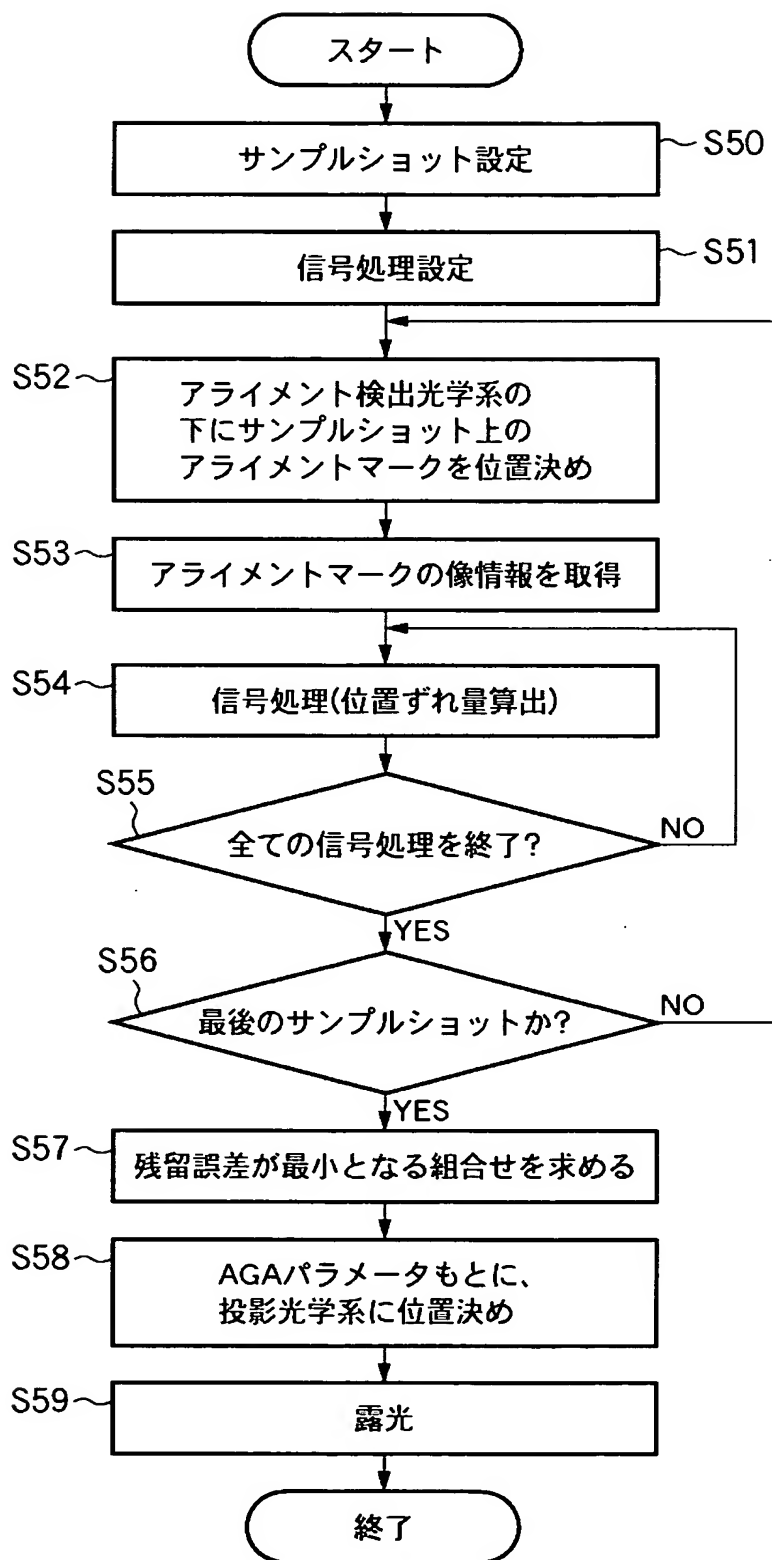 スタート
サンプルショット設定
S50
信号処理設定
S51
S52
アライメント検出光学系の
下にサンプルショット上の
アライメントマークを位置決め
S53
アライメントマークの像情報を取得
S54
信号処理(位置ずれ量算出)
S55
全ての信号処理を終了?
NO
YES
S56
最後のサンプルショットか?
NO
YES
S57
残留誤差が最小となる組合せを求める
S58
AGAパラメータもとに、
投影光学系に位置決め
S59
露光
終了